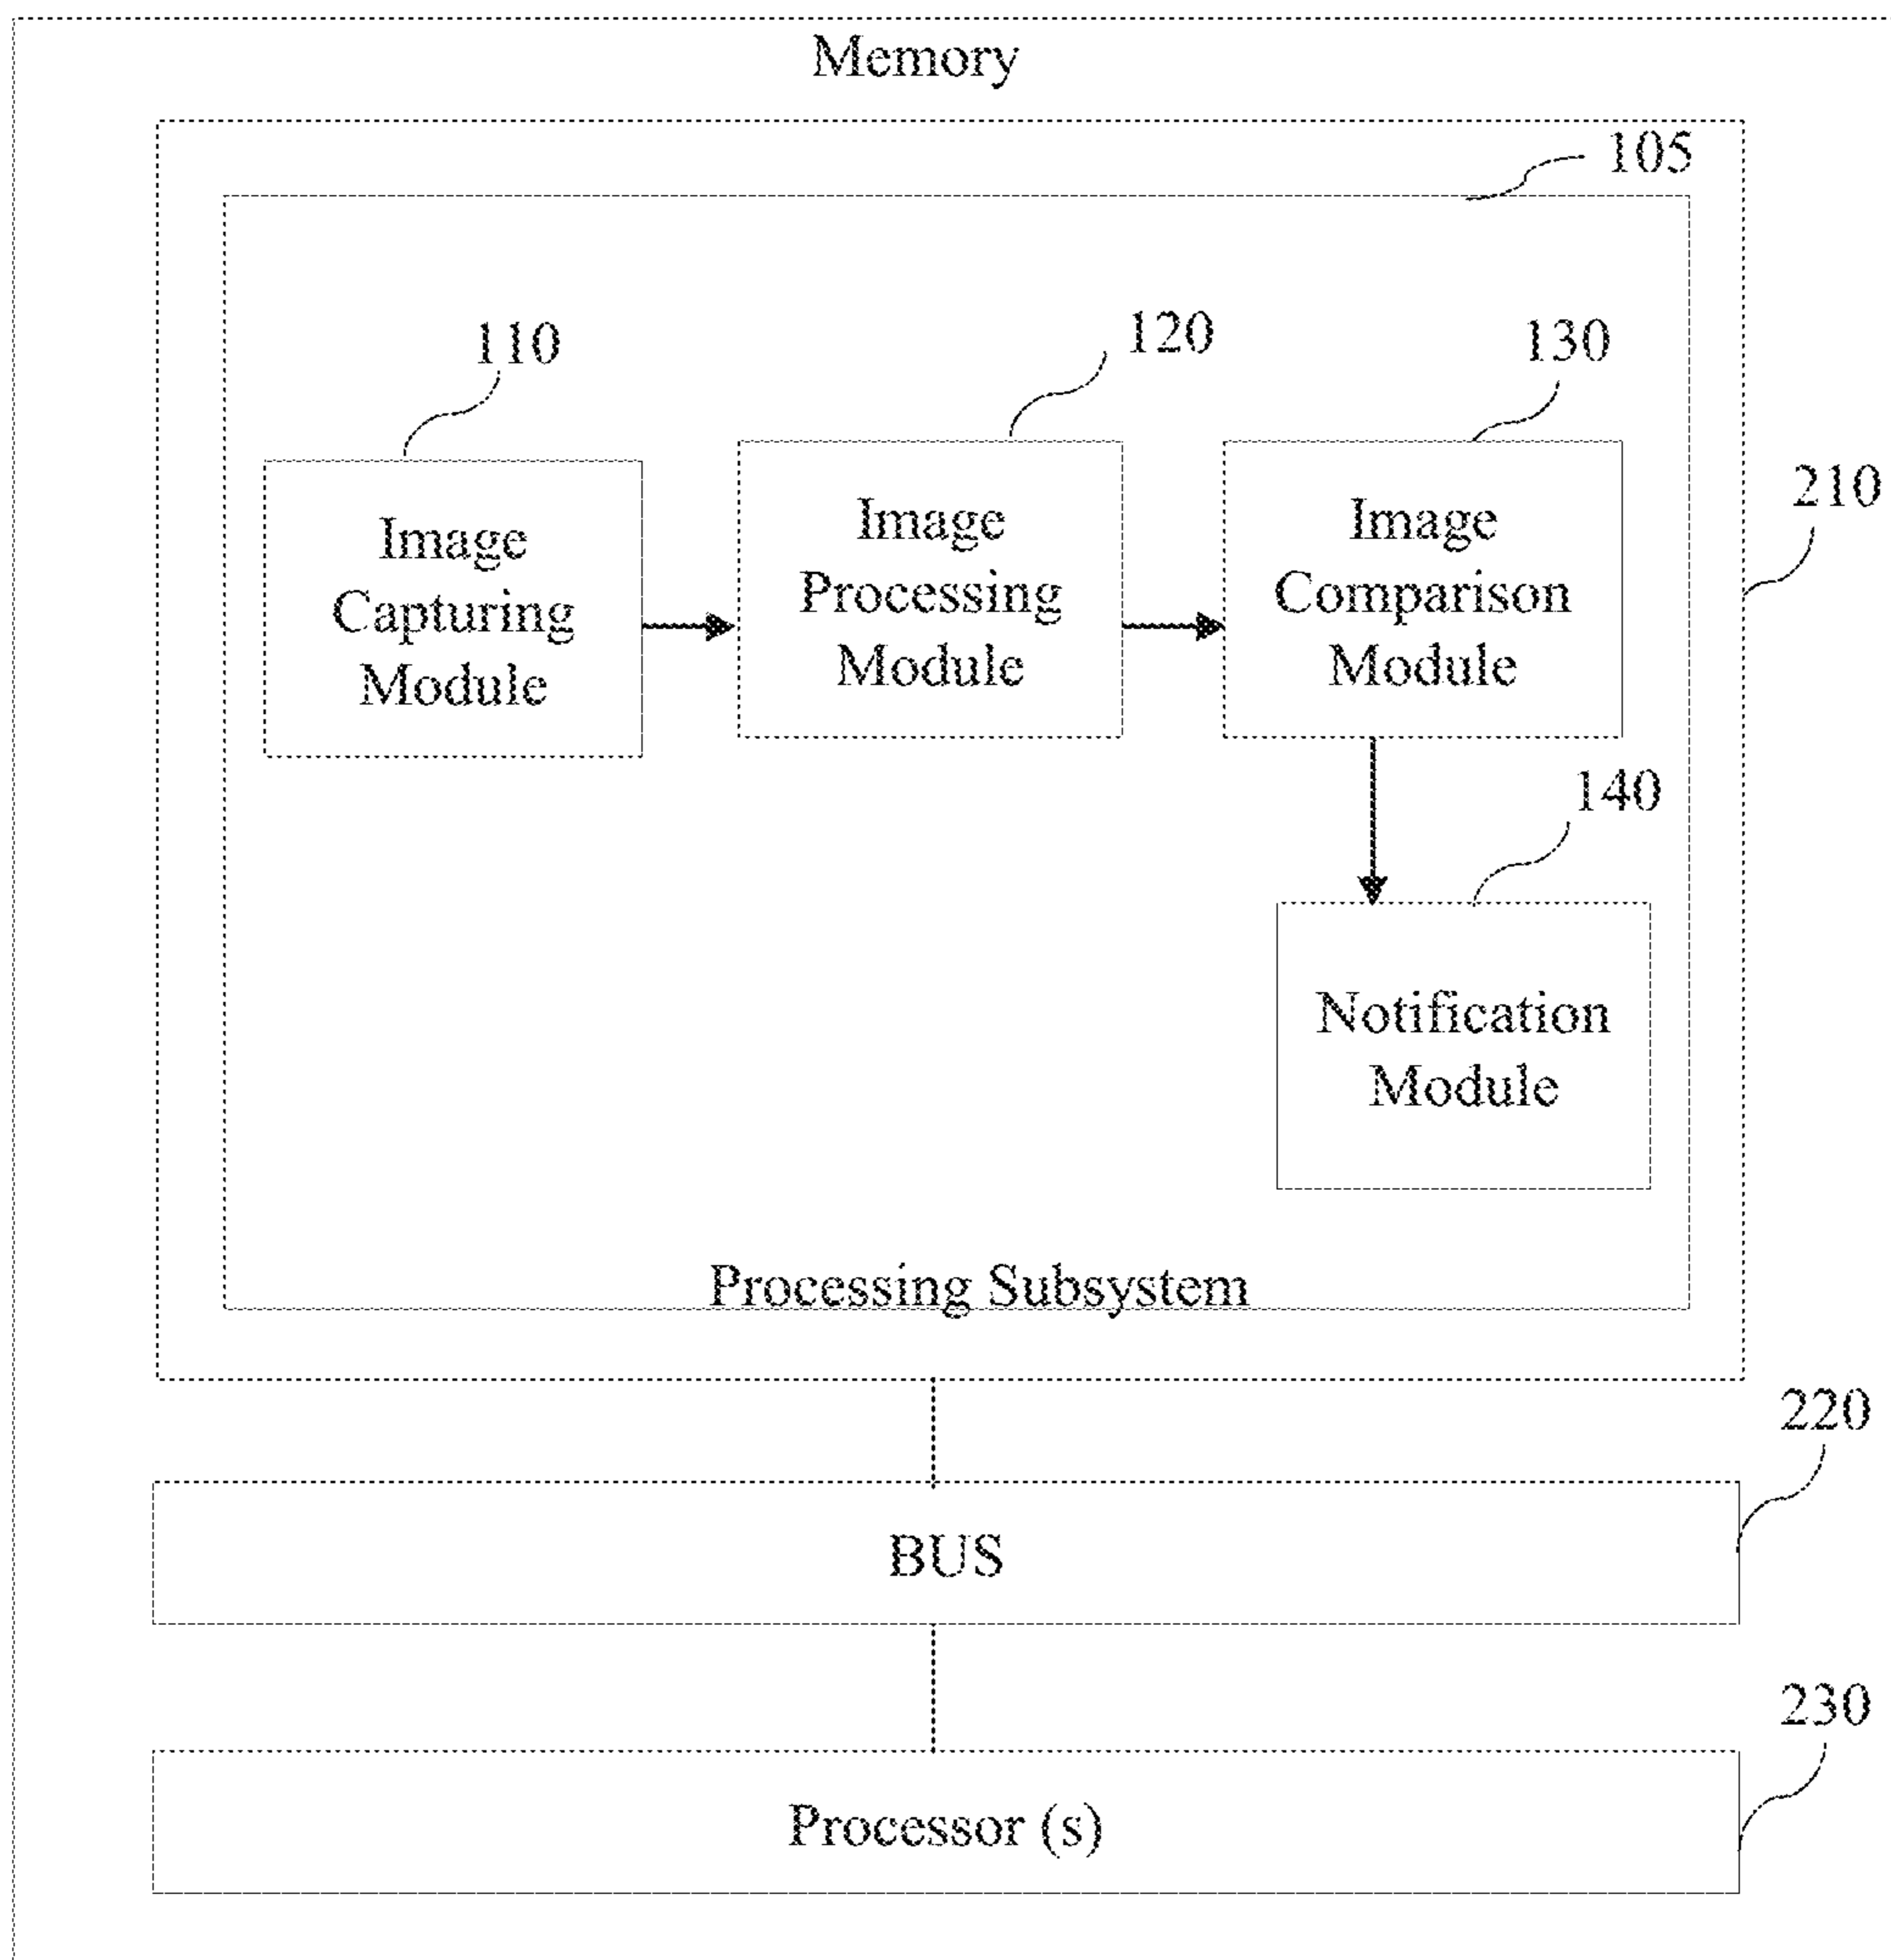 Memory
105
110
120
130
210
Image
Capturing
Module
Image
Processing
Module
Image
Comparison
Module
140
Notification
Module
Processing Subsystem
220
BUS
230
Processor (s)